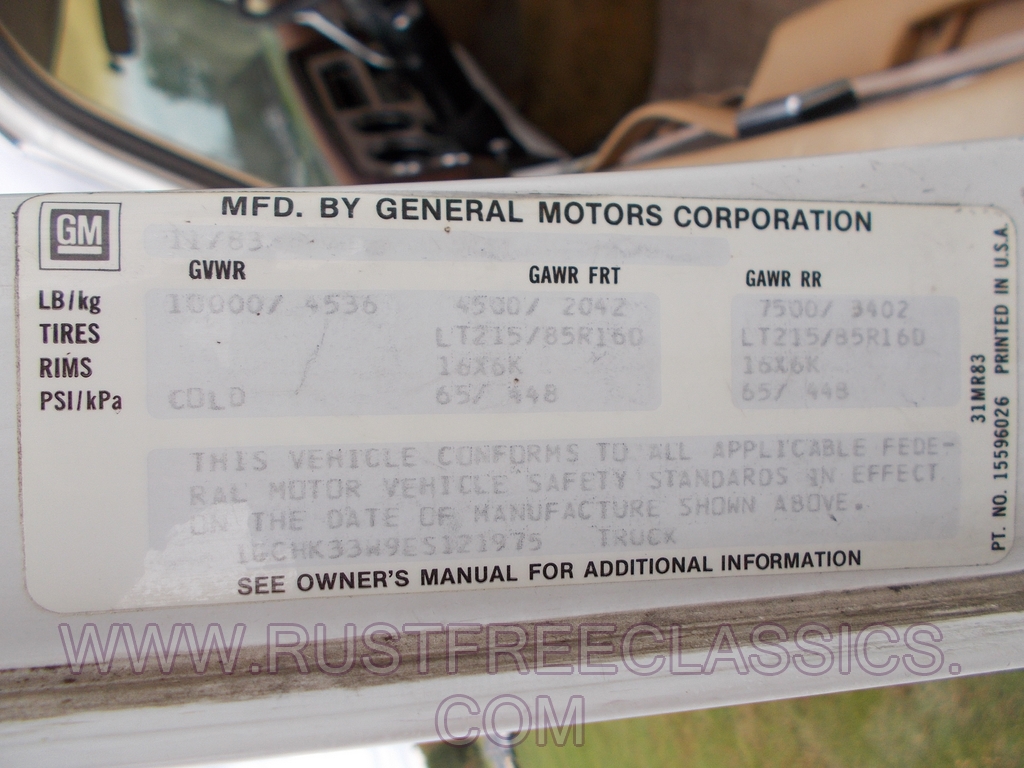 GM
MFD. BY GENERAL MOTORS CORPORATION
11/83
GVWR GAWR FRT GAWR RR
LB/kg 10000/ 4536 4500/ 2042 7500/ 3402
TIRES LT215/85R16D LT215/85R16D
RIMS 16X6K 16X6K
PSI/kPa COLD 65/ 448 65/ 448
THIS VEHICLE CONFORMS TO ALL APPLICABLE FEDE-
RAL MOTOR VEHICLE SAFETY STANDARDS IN EFFECT
ON THE DATE OF MANUFACTURE SHOWN ABOVE.
1GCHK33W9ES121975 TRUCK
SEE OWNER'S MANUAL FOR ADDITIONAL INFORMATION
31MR83
PT. NO. 15596026 PRINTED IN U.S.A.
WWW.RUSTFREECLASSICS.
COM